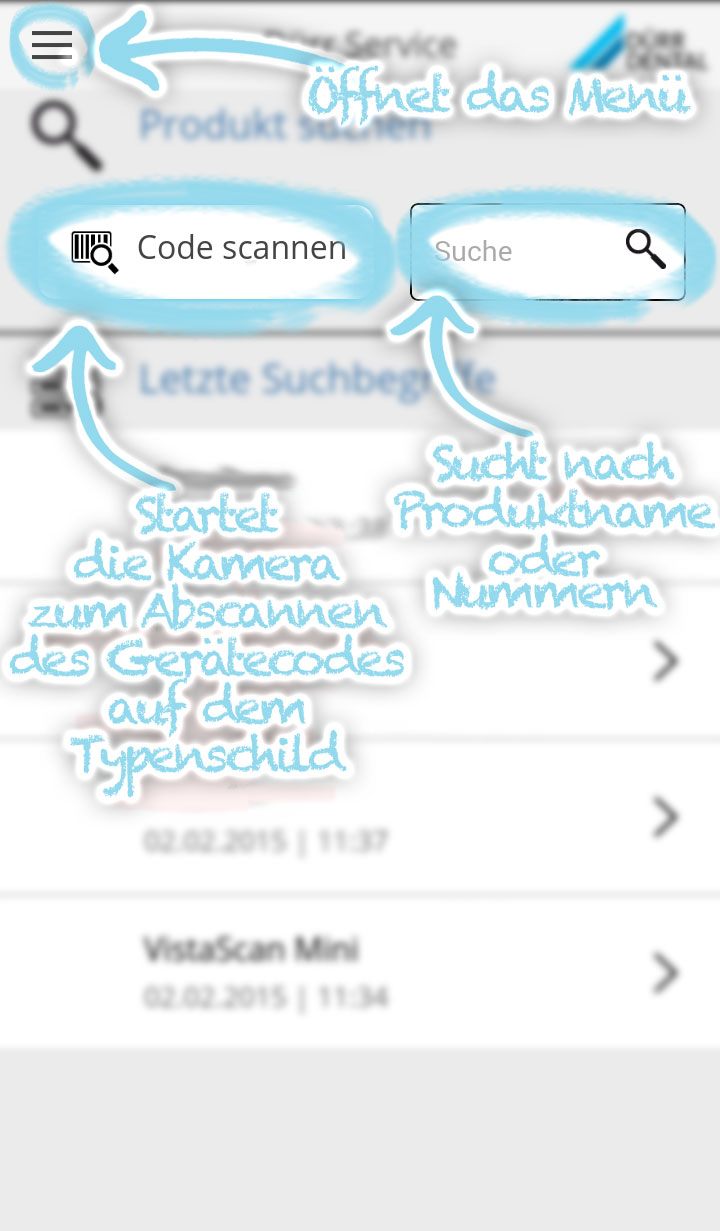 Dürr Service
DÜRR
DENTAL
Öffnet das Menü
Produkt suchen
Code scannen
Suche
Letzte Suchbegriffe
Sucht nach
Produktname
oder
Nummern
Startet
die Kamera
zum Abscannen
des Gerätecodes
auf dem
Typenschild
02.02.2015 | 11:37
VistaScan Mini
02.02.2015 | 11:34